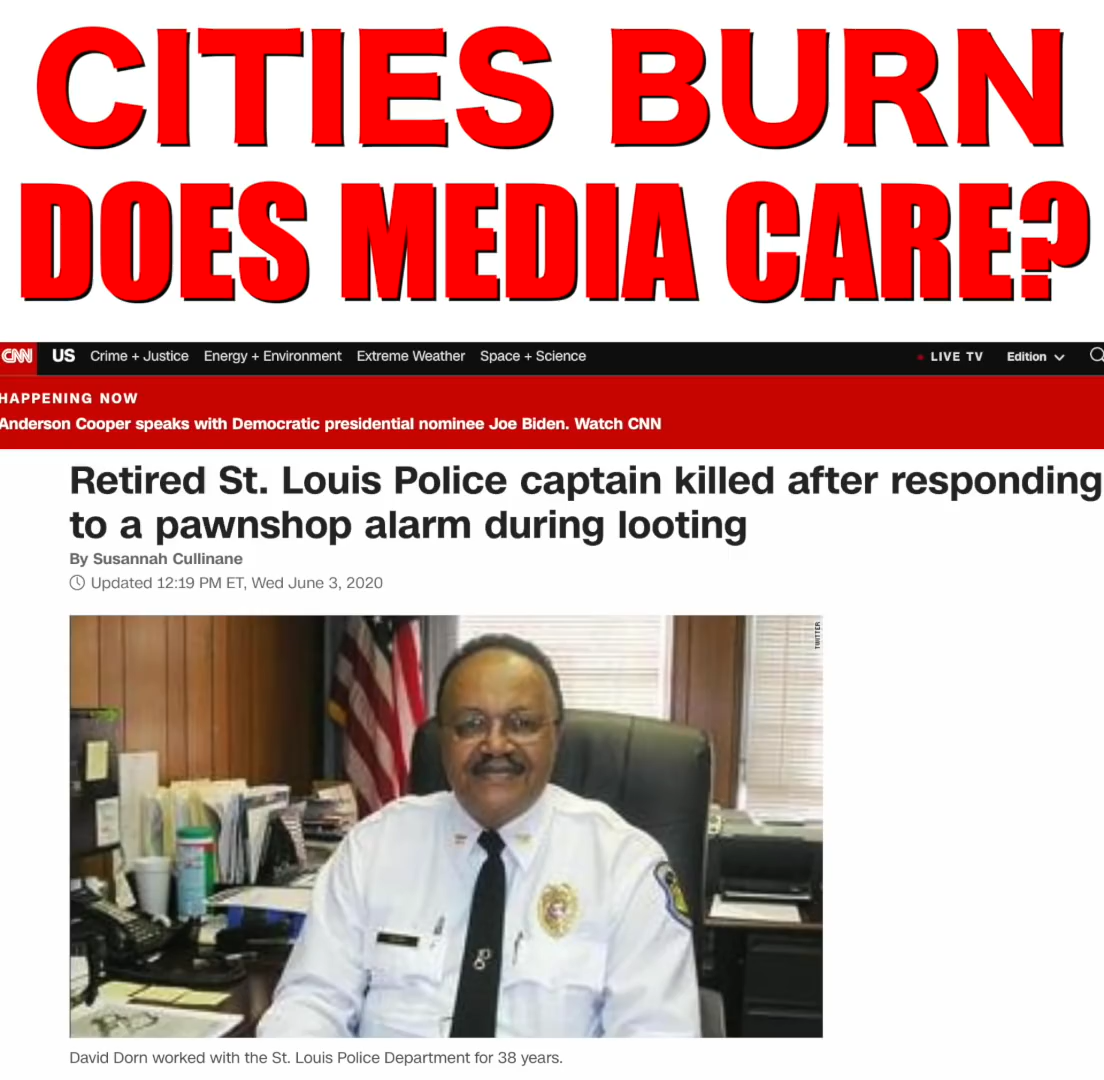 CITIES BURN
DOES MEDIA CARE?
CNN US Crime + Justice Energy + Environment Extreme Weather Space + Science LIVE TV Edition
HAPPENING NOW
Anderson Cooper speaks with Democratic presidential nominee Joe Biden. Watch CNN
Retired St. Louis Police captain killed after responding
to a pawnshop alarm during looting
By Susannah Cullinane
Updated 12:19 PM ET, Wed June 3, 2020
TWITTER
David Dorn worked with the St. Louis Police Department for 38 years.